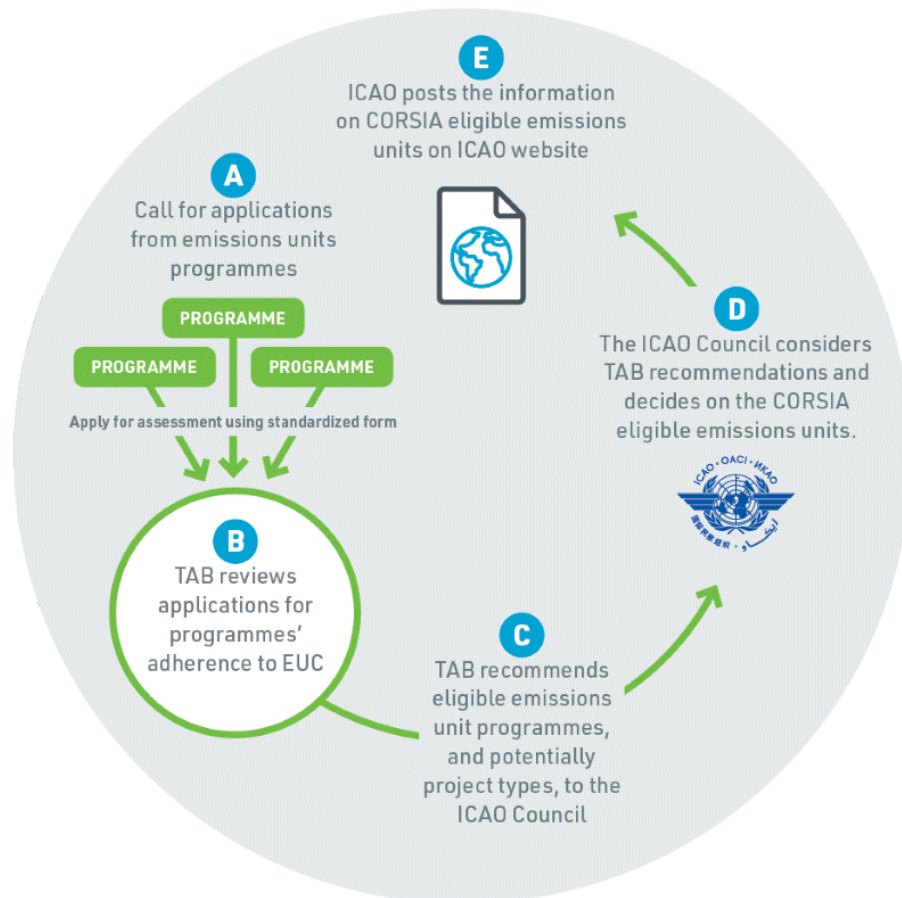 A
Call for applications
from emissions units
programmes
PROGRAMME
PROGRAMME
PROGRAMME
Apply for assessment using standardized form
B
TAB reviews
applications for
programmes’
adherence to EUC
C
TAB recommends
eligible emissions
unit programmes,
and potentially
project types, to the
ICAO Council
D
The ICAO Council considers
TAB recommendations and
decides on the CORSIA
eligible emissions units.
ICAO · OACI · ИКАО
E
ICAO posts the information
on CORSIA eligible emissions
units on ICAO website